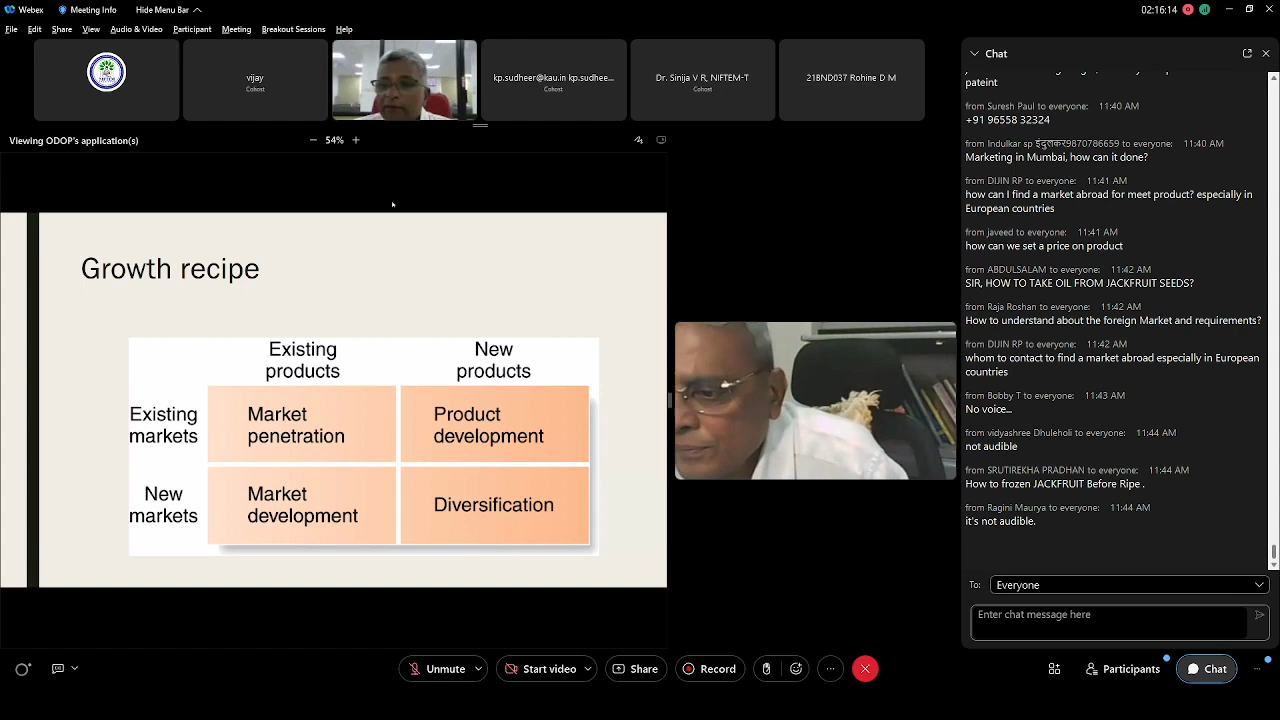 Webex
Meeting Info
Hide Menu Bar
02:16:14
File Edit Share View Audio & Video Participant Meeting Breakout Sessions Help
vijay
Cohost
kp.sudheer@kau.in kp.sudhee...
Cohost
Dr. Sinija V R, NIFTEM-T
Cohost
21BND037 Rohine D M
Viewing ODOP's application(s)
54%
Growth recipe
Existing
products
New
products
Existing
markets
Market
penetration
Product
development
New
markets
Market
development
Diversification
Chat
pateint
from Suresh Paul to everyone: 11:40 AM
+91 96558 32324
from Indulkar sp इंदुलकर9870786659 to everyone: 11:40 AM
Marketing in Mumbai, how can it done?
from DIJIN RP to everyone: 11:41 AM
how can I find a market abroad for meet product? especially in
European countries
from javeed to everyone: 11:41 AM
how can we set a price on product
from ABDULSALAM to everyone: 11:42 AM
SIR, HOW TO TAKE OIL FROM JACKFRUIT SEEDS?
from Raja Roshan to everyone: 11:42 AM
How to understand about the foreign Market and requirements?
from DIJIN RP to everyone: 11:42 AM
whom to contact to find a market abroad especially in European
countries
from Bobby T to everyone: 11:43 AM
No voice...
from vidyashree Dhuleholi to everyone: 11:44 AM
not audible
from SRUTIREKHA PRADHAN to everyone: 11:44 AM
How to frozen JACKFRUIT Before Ripe .
from Ragini Maurya to everyone: 11:44 AM
it's not audible.
To: Everyone
Enter chat message here
Unmute
Start video
Share
Record
Participants
Chat